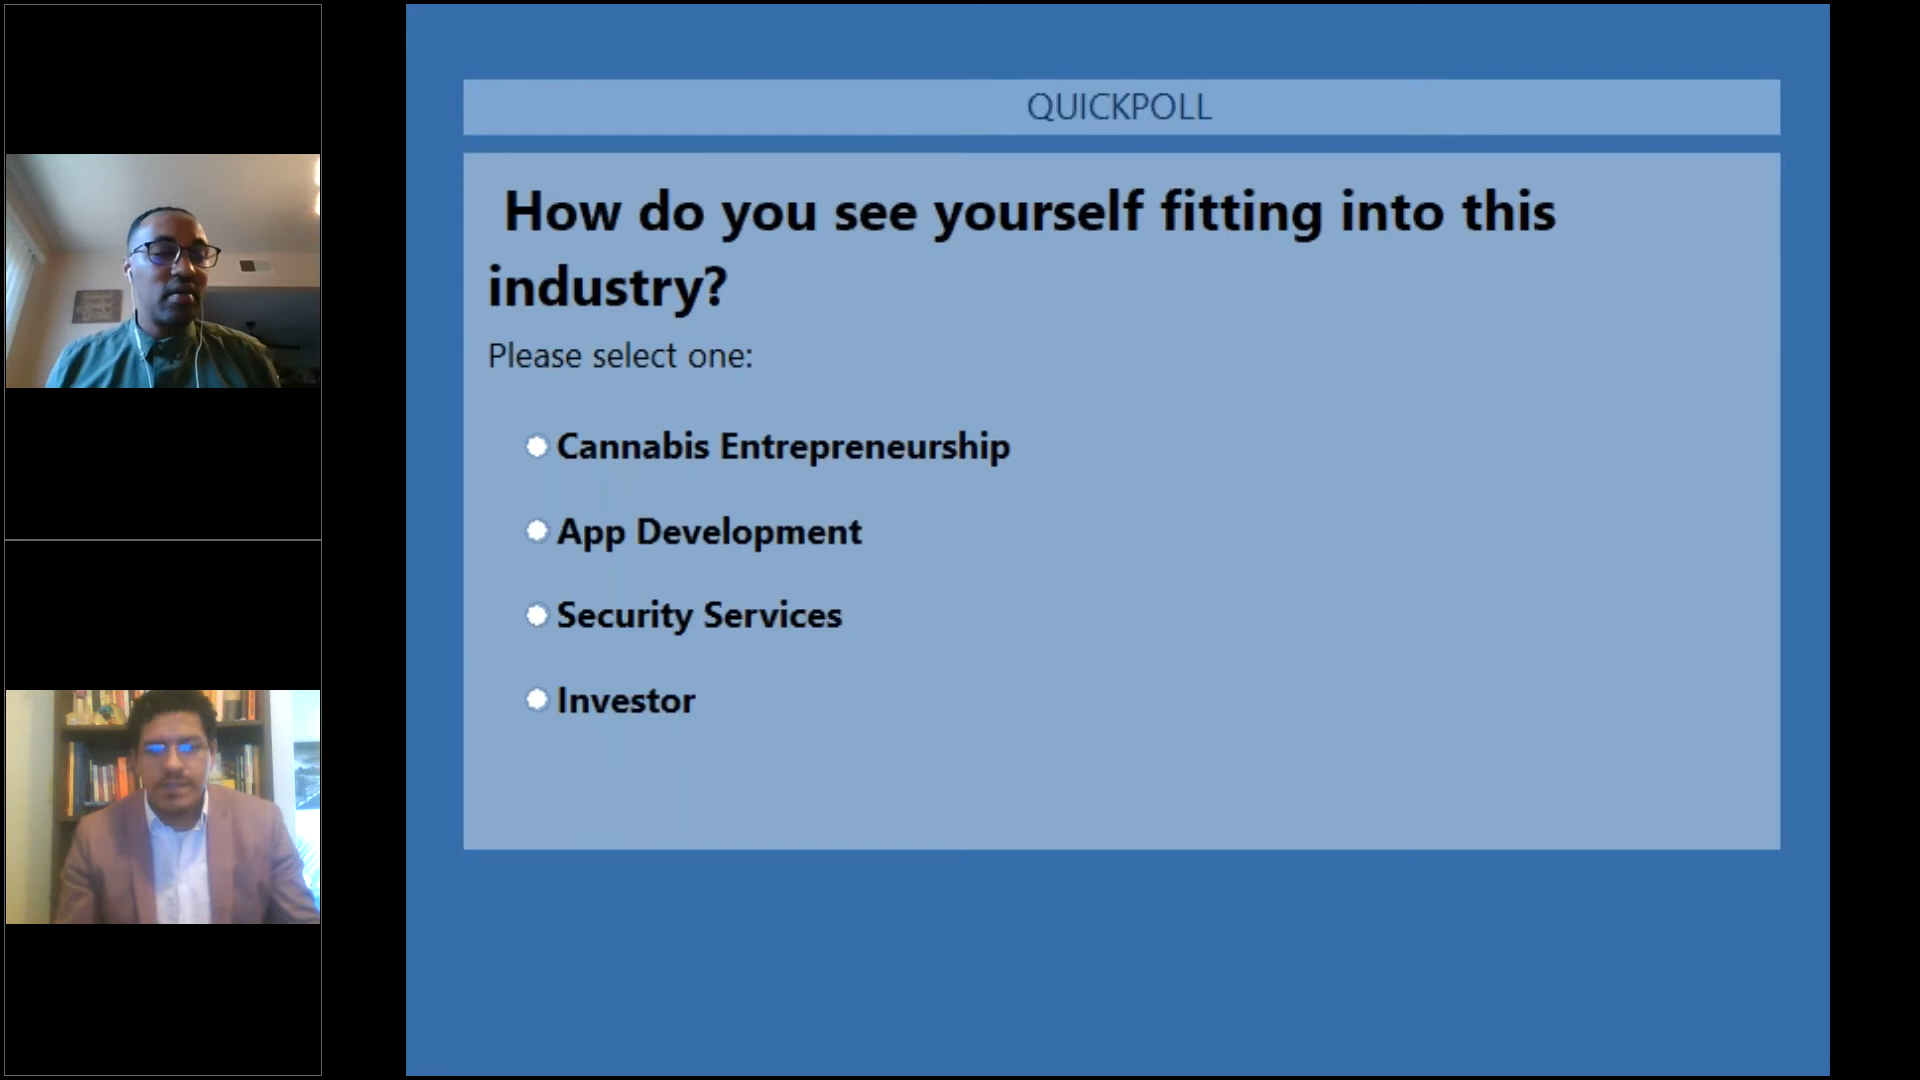 QUICKPOLL
How do you see yourself fitting into this
industry?
Please select one:
Cannabis Entrepreneurship
App Development
Security Services
Investor